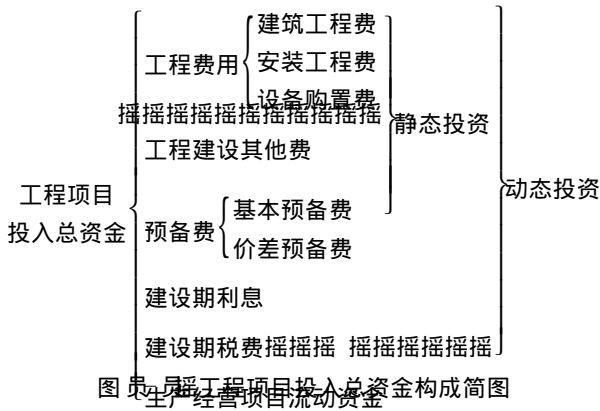 建筑工程费
工程费用
安装工程费
设备购置费
摇摇摇摇摇摇摇摇摇摇摇
静态投资
工程建设其他费
工程项目
投入总资金
动态投资
基本预备费
预备费
价差预备费
建设期利息
建设期税费摇摇摇 摇摇摇摇摇摇
图员 员摇工程项目投入总资金构成简图
生产经营项目流动资金